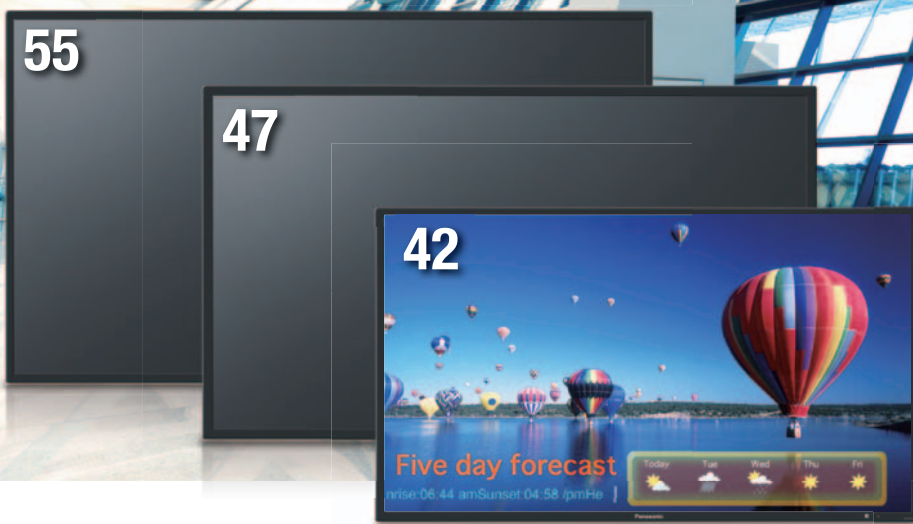 55
47
42
Five day forecast
Today Tue Wed Thu Fri
nrise:06:44 amSunset:04:58 /pmHe
Panasonic